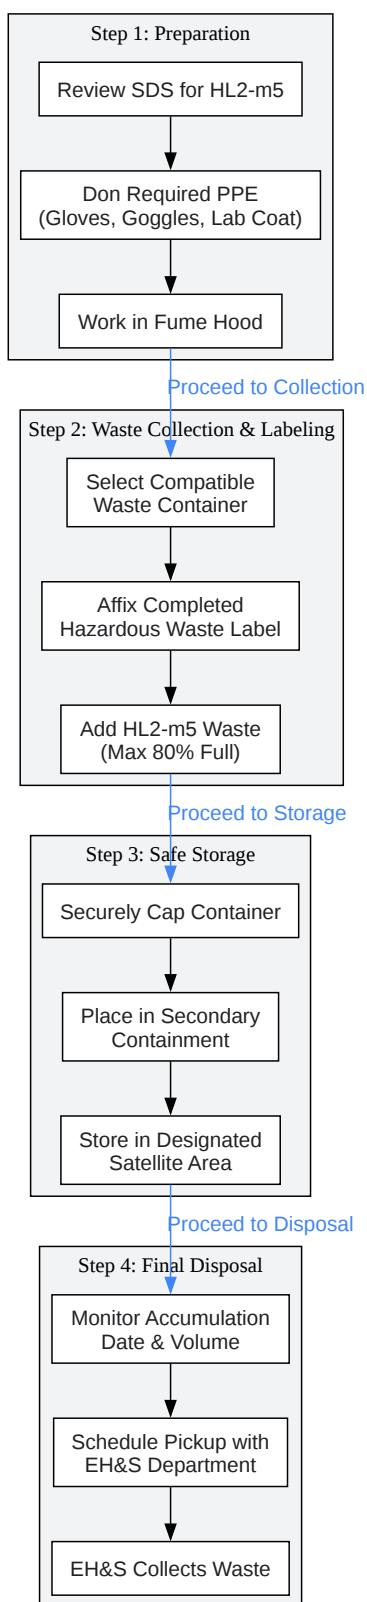 Step 1: Preparation
Review SDS for HL2-m5
Don Required PPE
(Gloves, Goggles, Lab Coat)
Work in Fume Hood
Proceed to Collection
Step 2: Waste Collection & Labeling
Select Compatible
Waste Container
Affix Completed
Hazardous Waste Label
Add HL2-m5 Waste
(Max 80% Full)
Proceed to Storage
Step 3: Safe Storage
Securely Cap Container
Place in Secondary
Containment
Store in Designated
Satellite Area
Proceed to Disposal
Step 4: Final Disposal
Monitor Accumulation
Date & Volume
Schedule Pickup with
EH&S Department
EH&S Collects Waste